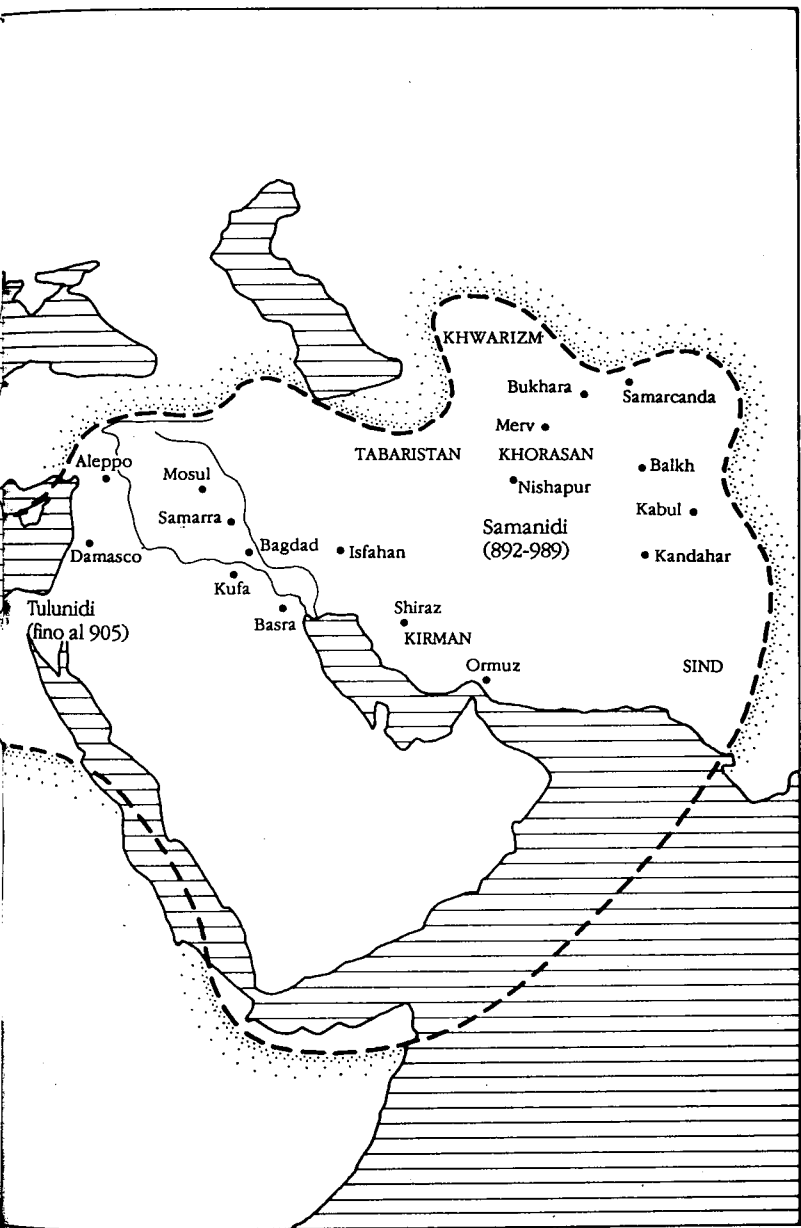 KHWARIZM
Bukhara
Samarcanda
Merv
TABARISTAN
KHORASAN
Aleppo
Mosul
Balkh
Nishapur
Samarra
Kabul
Samanidi
(892-989)
Damasco
Bagdad
Isfahan
Kandahar
Kufa
Tulunidi
(fino al 905)
Basra
Shiraz
KIRMAN
Ormuz
SIND